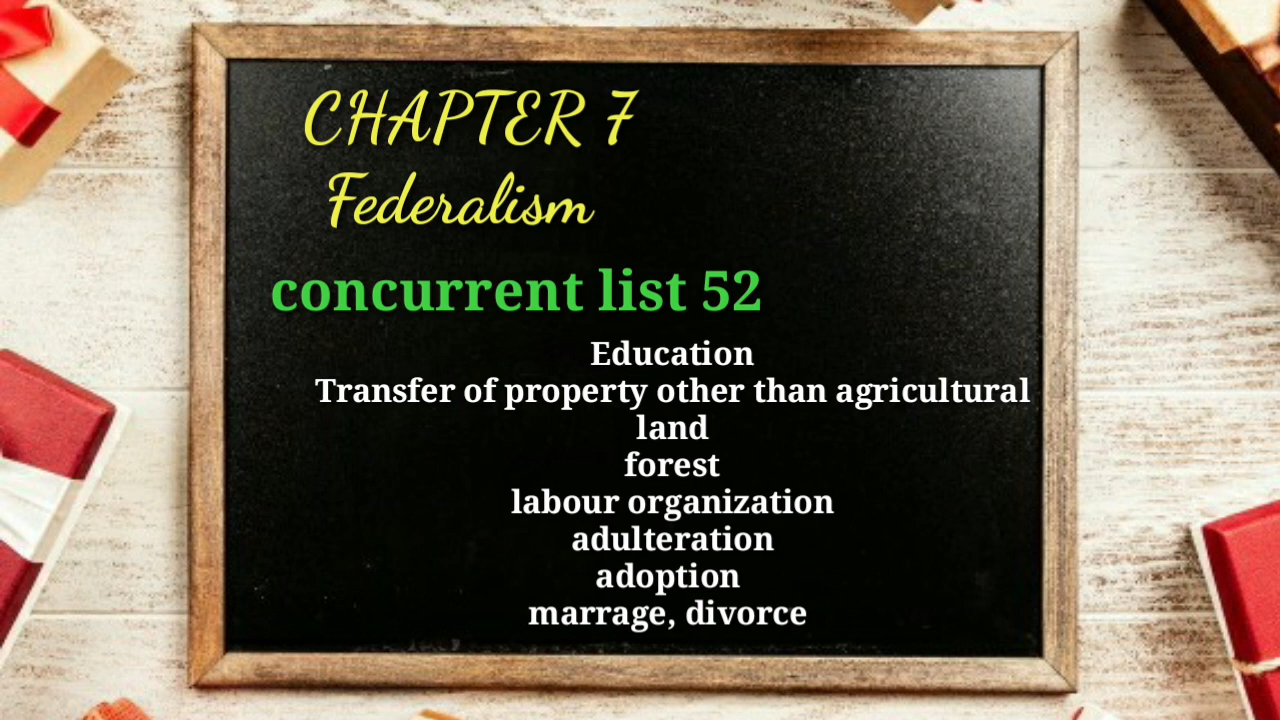 CHAPTER 7
Federalism
concurrent list 52
Education
Transfer of property other than agricultural
land
forest
labour organization
adulteration
adoption
marrage, divorce